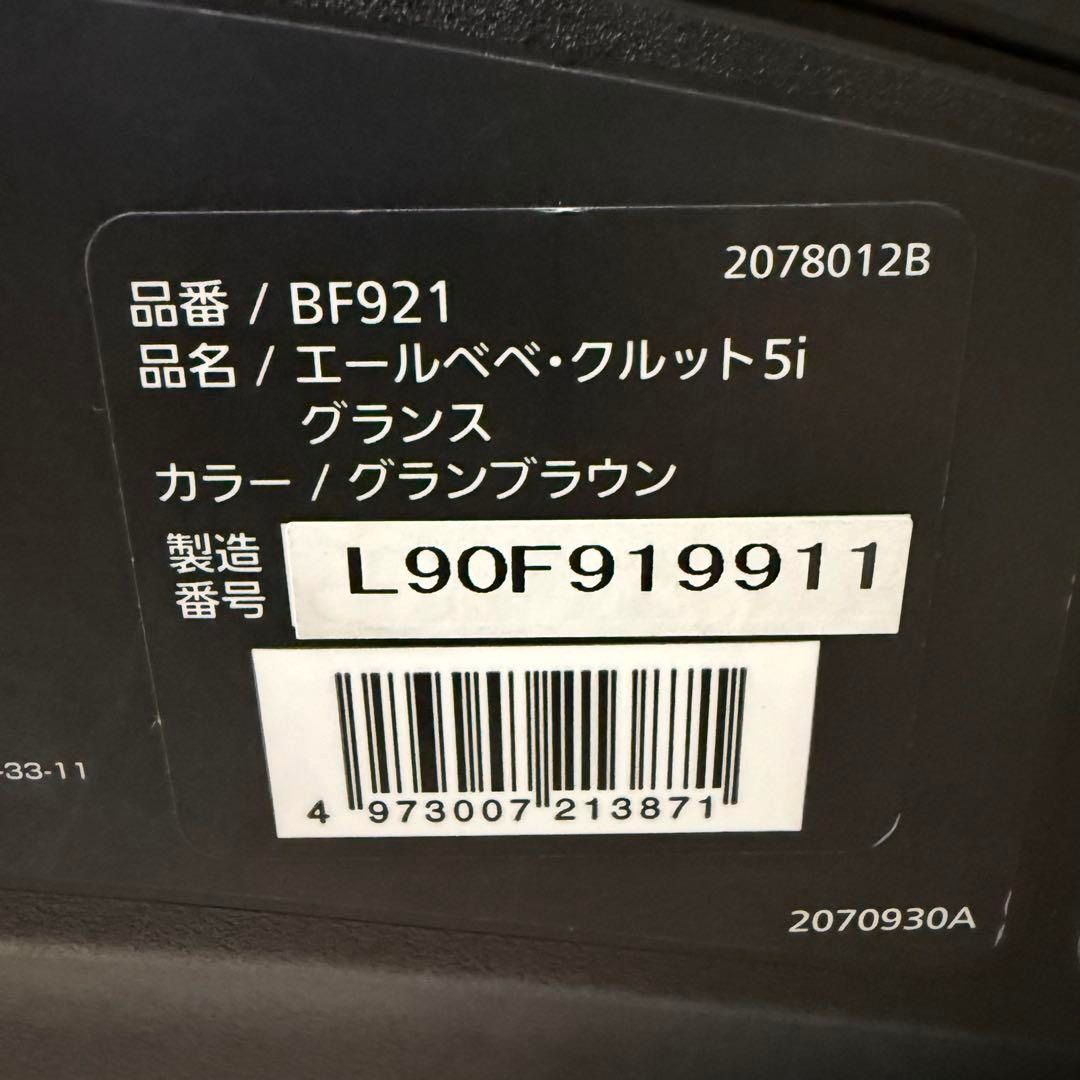 2078012B
品番 / BF921
品名 / エールベベ・クルット5i
グランス
カラー / グランブラウン
製造
番号
L90F919911
-33-11
4 973007 213871
2070930A